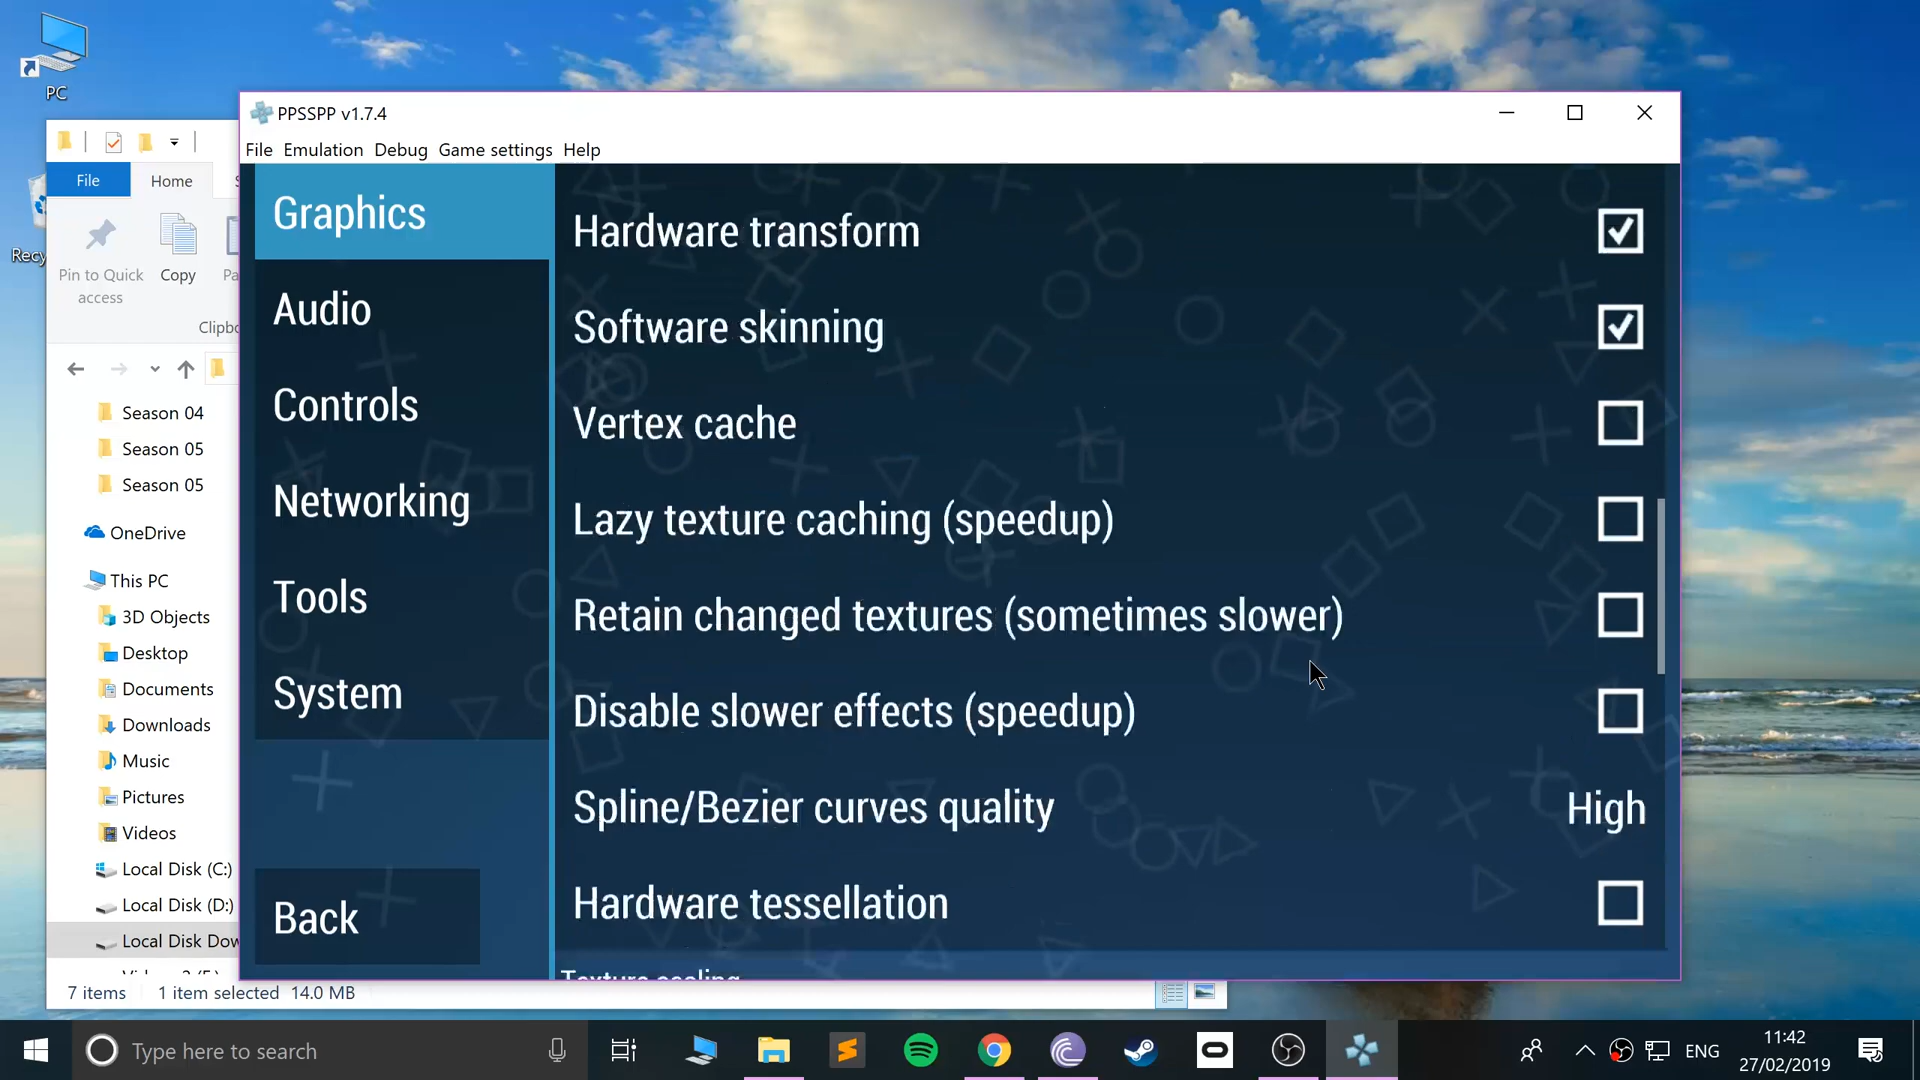 PC
Recy
File
Home
Pin to Quick
access
Copy
Pa
Clipbo
Season 04
Season 05
Season 05
OneDrive
This PC
3D Objects
Desktop
Documents
Downloads
Music
Pictures
Videos
Local Disk (C:)
Local Disk (D:)
Local Disk Dow
7 items
1 item selected 14.0 MB
PPSSPP v1.7.4
File Emulation Debug Game settings Help
Graphics
Audio
Controls
Networking
Tools
System
Back
Hardware transform
Software skinning
Vertex cache
Lazy texture caching (speedup)
Retain changed textures (sometimes slower)
Disable slower effects (speedup)
Spline/Bezier curves quality
High
Hardware tessellation
Texture scaling
Type here to search
ENG
11:42
27/02/2019